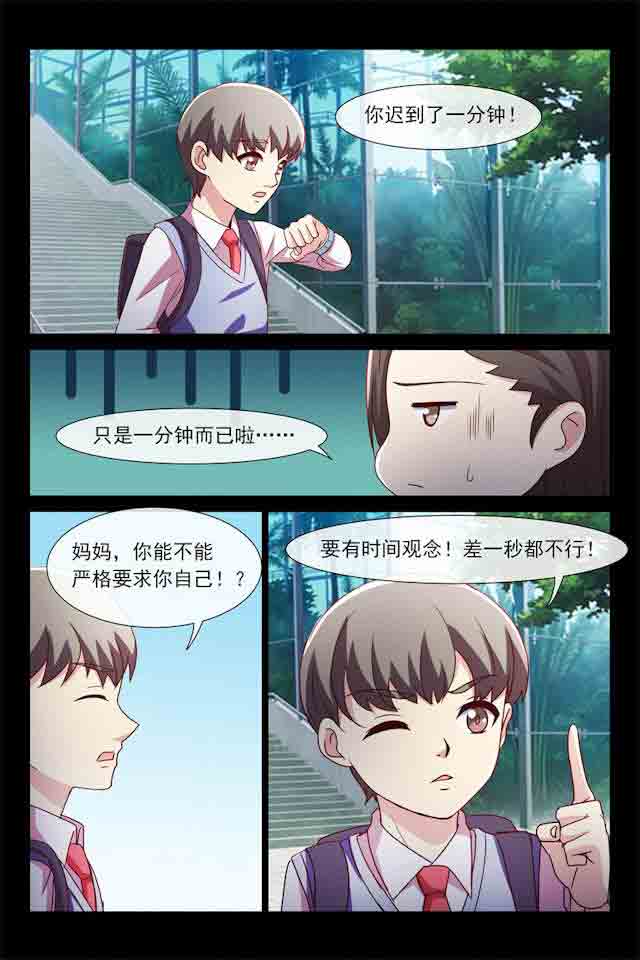 你迟到了一分钟！
只是一分钟而已啦……
妈妈，你能不能
严格要求你自己！？
要有时间观念！差一秒都不行！